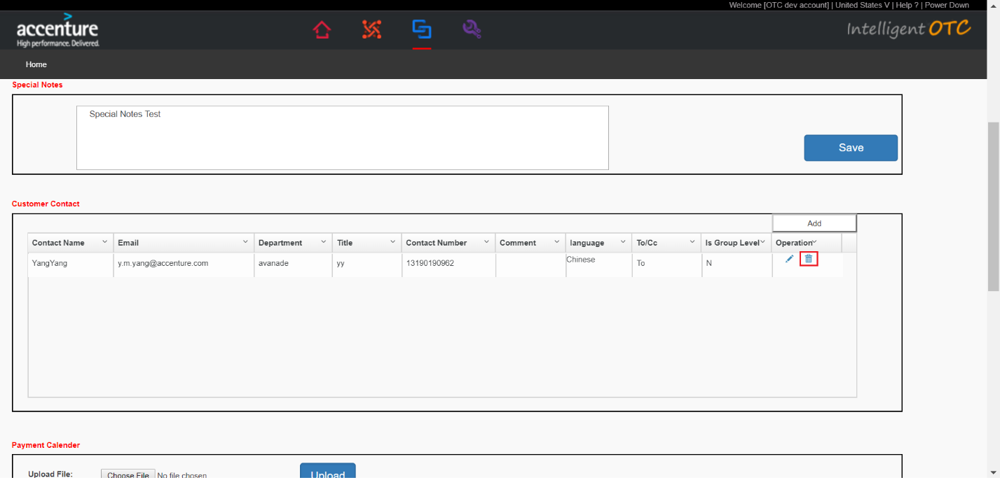 Welcome [OTC dev account] | United States V | Help ? | Power Down
accenture
High performance. Delivered.
Intelligent OTC
Home
Special Notes
Special Notes Test
Save
Customer Contact
Add
Contact Name Email Department Title Contact Number Comment language To/Cc Is Group Level Operation
YangYang y.m.yang@accenture.com avanade yy 13190190962 Chinese To N
Payment Calender
Upload File: Choose File No file chosen Upload